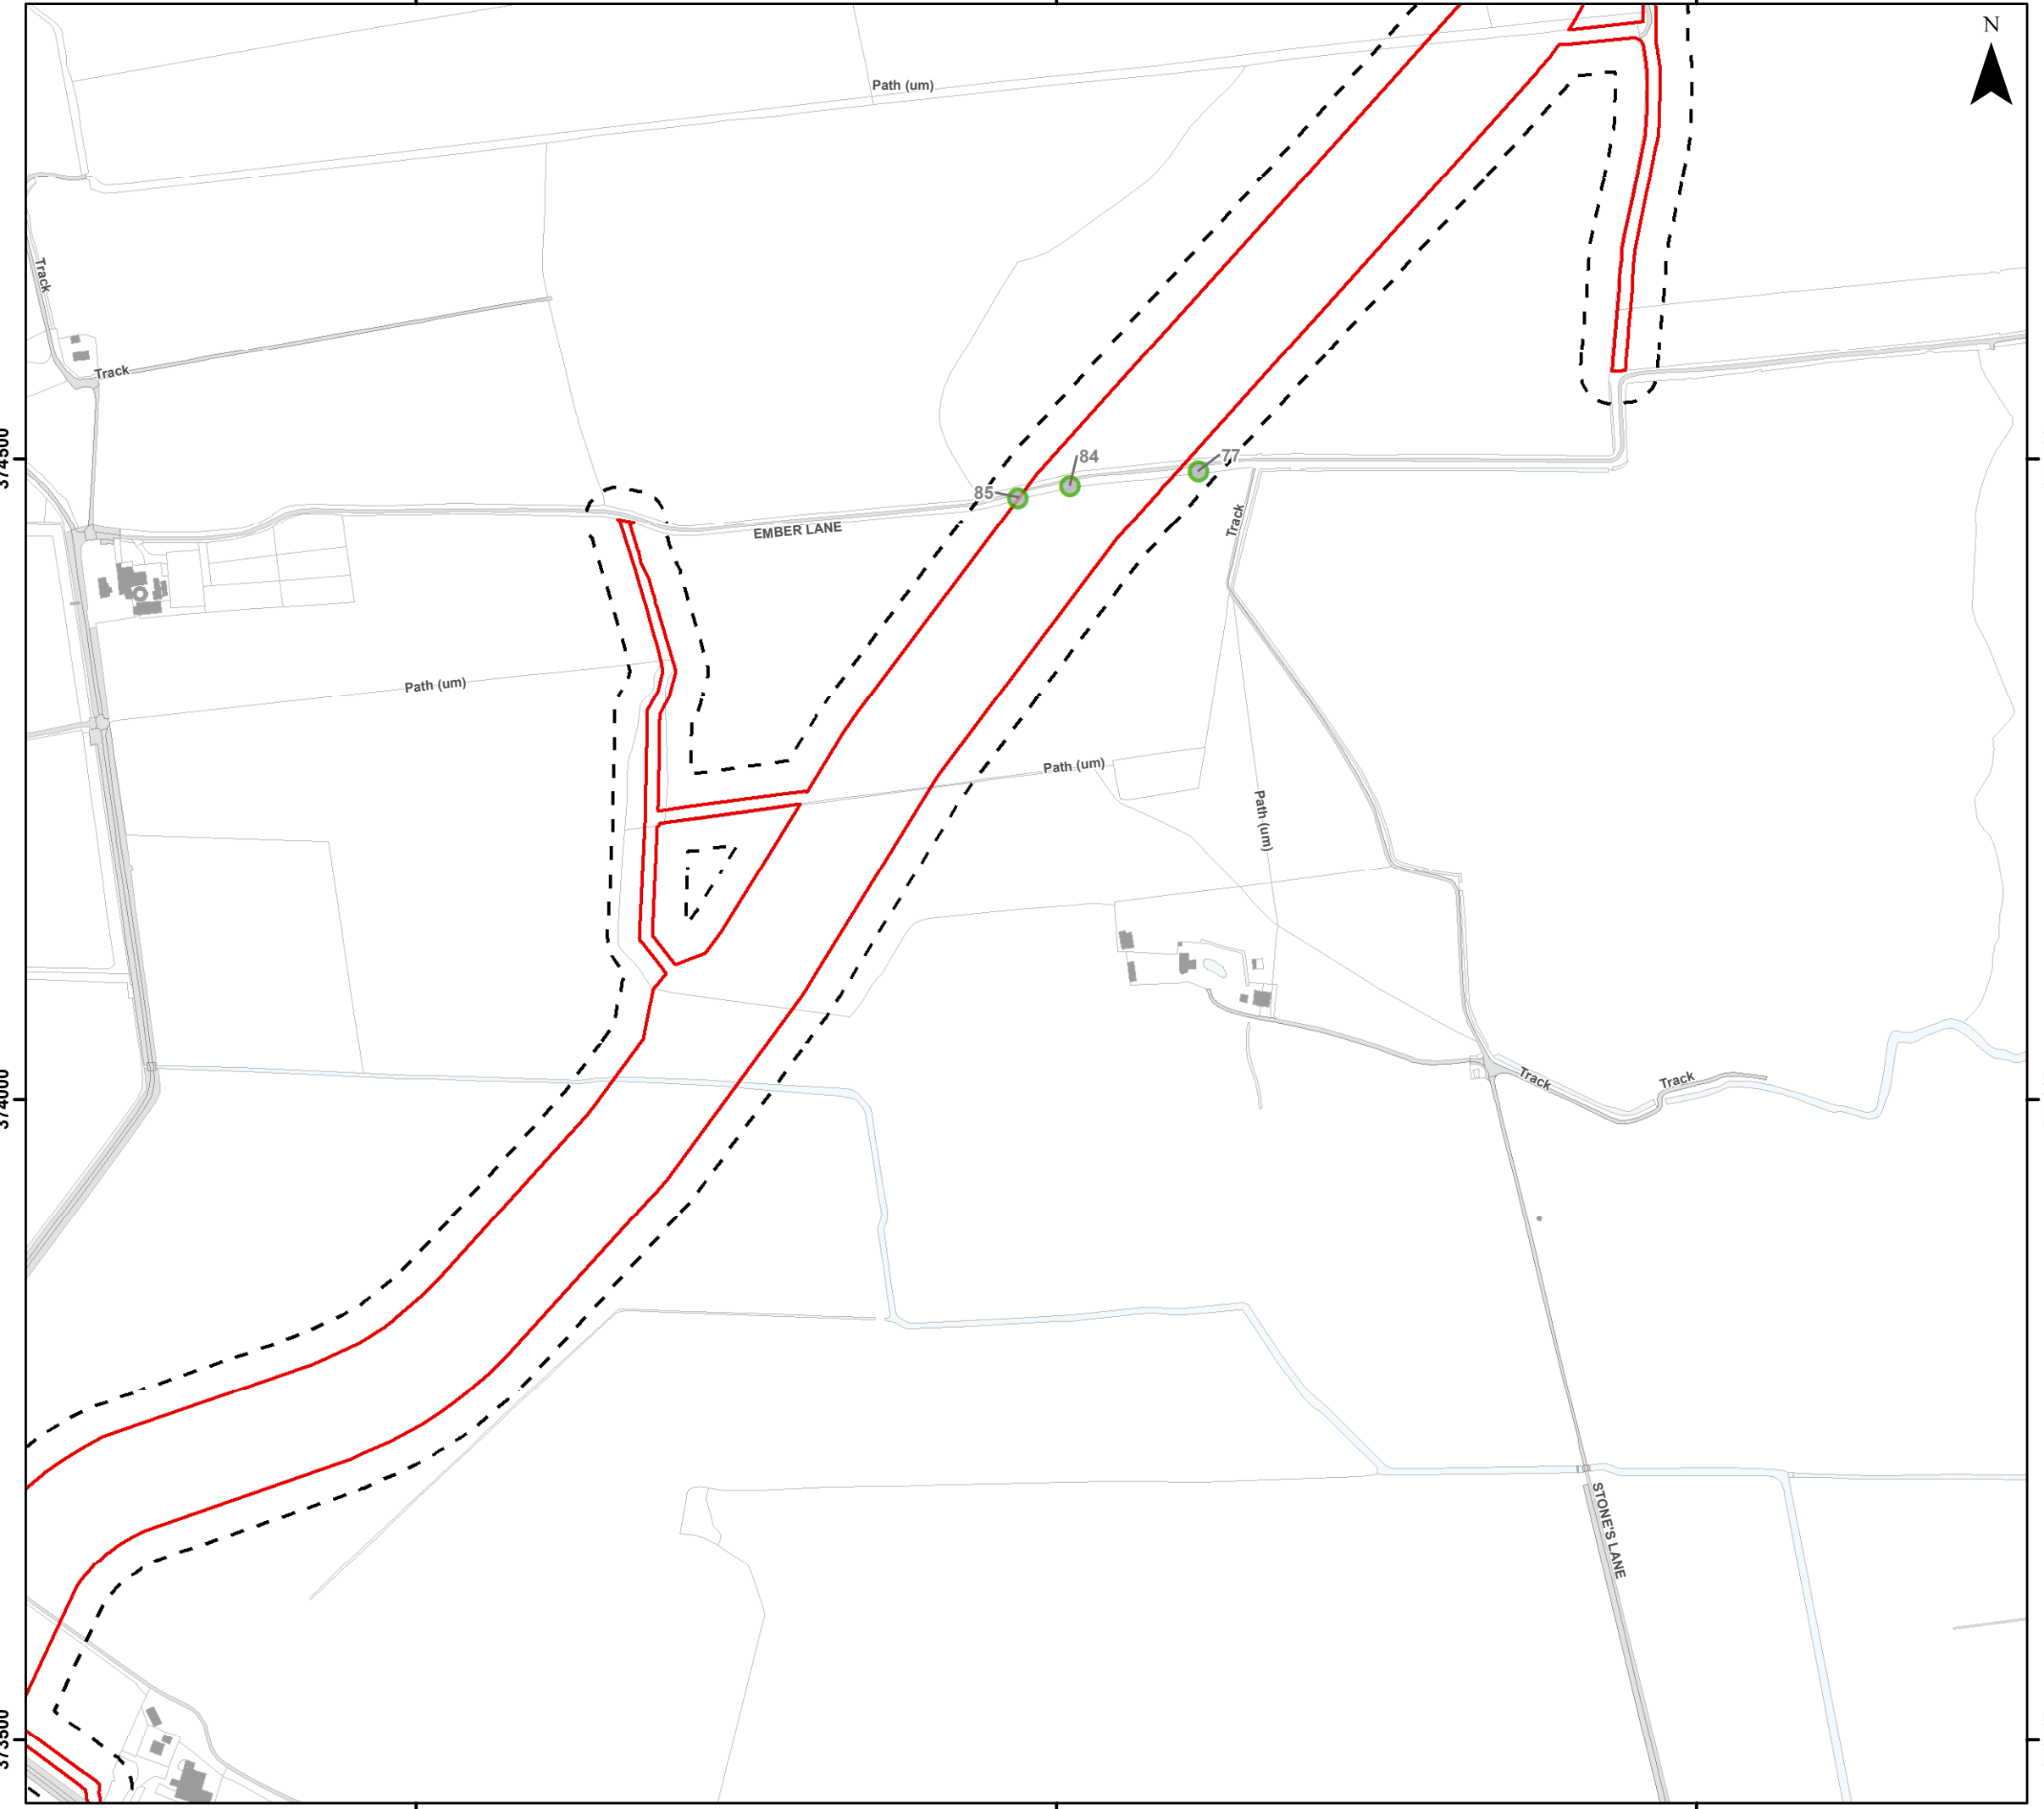 N
Path (um)
Track
Track
374500
84
77
85
EMBER LANE
Track
Path (um)
Path (um)
Path (um)
374000
Track
Track
STONE'S LANE
373500